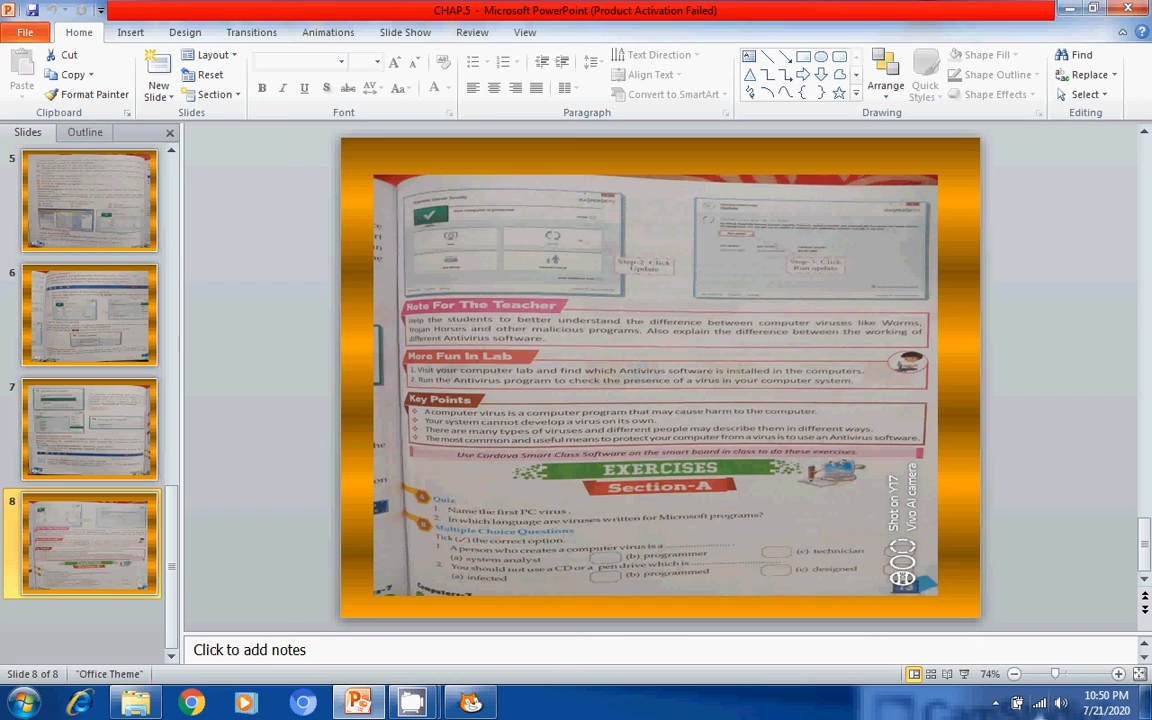 CHAP.5 - Microsoft PowerPoint (Product Activation Failed)
File Home Insert Design Transitions Animations Slide Show Review View
Cut
Copy
Format Painter
Paste
Clipboard
New Slide
Layout
Reset
Section
Slides
Font
Text Direction
Align Text
Convert to SmartArt
Paragraph
Arrange
Quick Styles
Shape Fill
Shape Outline
Shape Effects
Drawing
Find
Replace
Select
Editing
Slides Outline
5
6
7
8
Step-2: Click Update
Step-3: Click Run update
Note For The Teacher
Help the students to better understand the difference between computer viruses like Worms,
Trojan Horses and other malicious programs. Also explain the difference between the working of
different Antivirus software.
More Fun In Lab
1. Visit your computer lab and find which Antivirus software is installed in the computers.
2. Run the Antivirus program to check the presence of a virus in your computer system.
Key Points
A computer virus is a computer program that may cause harm to the computer.
Your system cannot develop a virus on its own.
There are many types of viruses and different people may describe them in different ways.
The most common and useful means to protect your computer from a virus is to use an Antivirus software.
Use Cordova Smart Class Software on the smart board in class to do these exercises.
EXERCISES
Section-A
A Quiz
1. Name the first PC virus.
2. In which language are viruses written for Microsoft programs?
B Multiple Choice Questions
Tick (✓) the correct option.
1. A person who creates a computer virus is a ....................
(a) system analyst (b) programmer (c) technician
2. You should not use a CD or a pen drive which is ....................
(a) infected (b) programmed (c) designed
Shot on Y17
Vivo AI camera
Click to add notes
Slide 8 of 8 "Office Theme" 74%
10:50 PM
7/21/2020